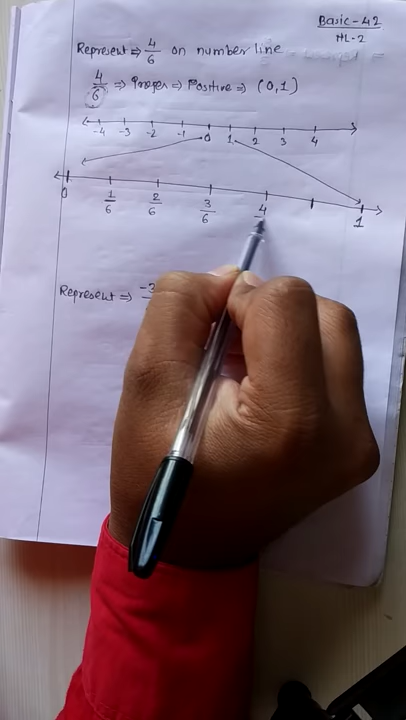 Basic-42
NL-2
Represent ⇒ 4/6 on number line
4/6 ⇒ Proper ⇒ Positive ⇒ (0,1)
-4 -3 -2 -1 0 1 2 3 4
0 1/6 2/6 3/6 4 1
Represent ⇒ -3